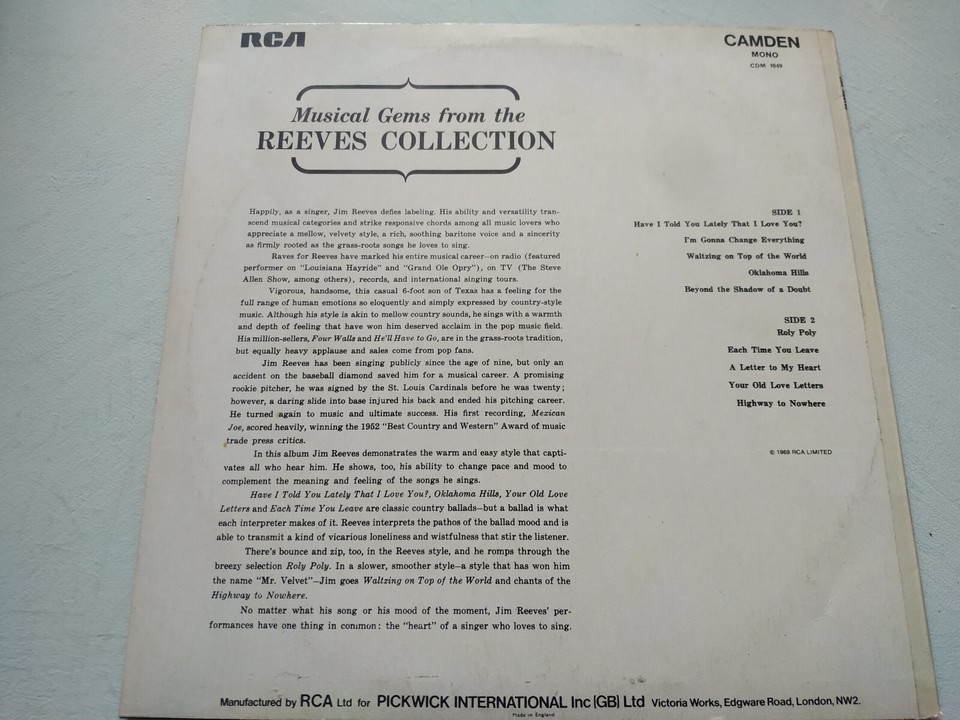 RCA
CAMDEN
MONO
CDM 1049
Musical Gems from the
REEVES COLLECTION
Happily, as a singer, Jim Reeves defies labeling. His ability and versatility tran-
scend musical categories and strike responsive chords among all music lovers who
appreciate a mellow, velvety style, a rich, soothing baritone voice and a sincerity
as firmly rooted as the grass-roots songs he loves to sing.
Raves for Reeves have marked his entire musical career—on radio (featured
performer on "Louisiana Hayride" and "Grand Ole Opry"), on TV (The Steve
Allen Show, among others), records, and international singing tours.
Vigorous, handsome, this casual 6-foot son of Texas has a feeling for the
full range of human emotions so eloquently and simply expressed by country-style
music. Although his style is akin to mellow country sounds, he sings with a warmth
and depth of feeling that have won him deserved acclaim in the pop music field.
His million-sellers, Four Walls and He'll Have to Go, are in the grass-roots tradition,
but equally heavy applause and sales come from pop fans.
Jim Reeves has been singing publicly since the age of nine, but only an
accident on the baseball diamond saved him for a musical career. A promising
rookie pitcher, he was signed by the St. Louis Cardinals before he was twenty;
however, a daring slide into base injured his back and ended his pitching career.
He turned again to music and ultimate success. His first recording, Mexican
Joe, scored heavily, winning the 1952 "Best Country and Western" Award of music
trade press critics.
In this album Jim Reeves demonstrates the warm and easy style that capti-
vates all who hear him. He shows, too, his ability to change pace and mood to
complement the meaning and feeling of the songs he sings.
Have I Told You Lately That I Love You?, Oklahoma Hills, Your Old Love
Letters and Each Time You Leave are classic country ballads—but a ballad is what
each interpreter makes of it. Reeves interprets the pathos of the ballad mood and is
able to transmit a kind of vicarious loneliness and wistfulness that stir the listener.
There's bounce and zip, too, in the Reeves style, and he romps through the
breezy selection Roly Poly. In a slower, smoother style—a style that has won him
the name "Mr. Velvet"—Jim goes Waltzing on Top of the World and chants of the
Highway to Nowhere.
No matter what his song or his mood of the moment, Jim Reeves' per-
formances have one thing in common: the "heart" of a singer who loves to sing.
SIDE 1
Have I Told You Lately That I Love You?
I'm Gonna Change Everything
Waltzing on Top of the World
Oklahoma Hills
Beyond the Shadow of a Doubt
SIDE 2
Roly Poly
Each Time You Leave
A Letter to My Heart
Your Old Love Letters
Highway to Nowhere
© 1969 RCA LIMITED
Manufactured by RCA Ltd for PICKWICK INTERNATIONAL Inc (GB) Ltd Victoria Works, Edgware Road, London, NW2.
Made in England